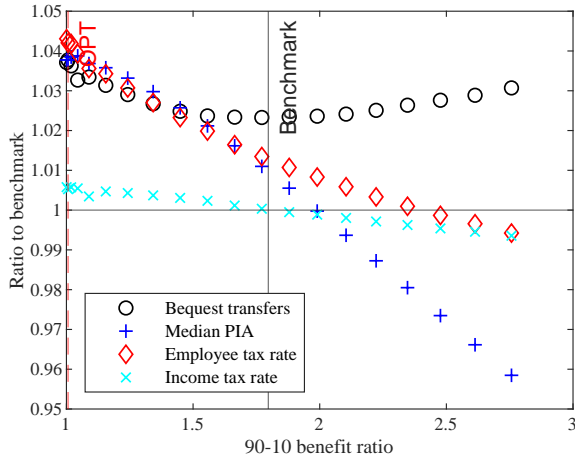 1.05
1.04
1.03
1.02
1.01
1
0.99
0.98
0.97
0.96
0.95
Ratio to benchmark
OPT
Benchmark
Bequest transfers
Median PIA
Employee tax rate
Income tax rate
1
1.5
2
2.5
3
90-10 benefit ratio